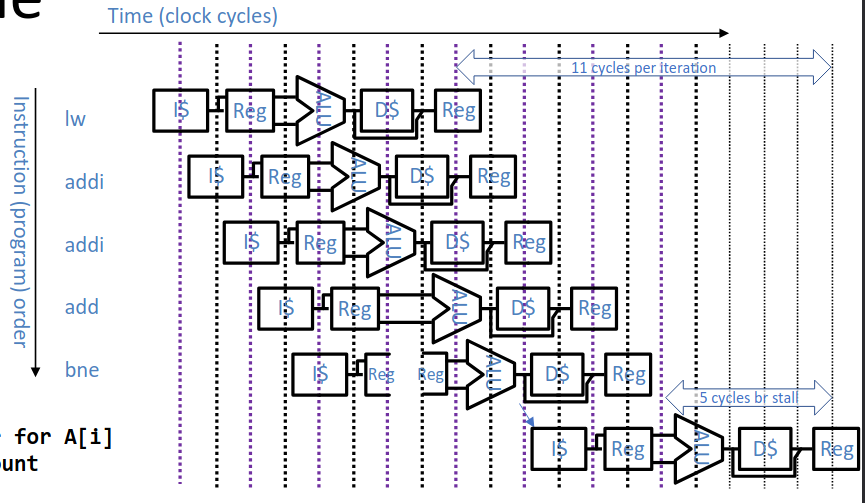 ne
Time (clock cycles)
11 cycles per iteration
Instruction (program) order
lw
I$ Reg ALU D$ Reg
addi
I$ Reg ALU D$ Reg
addi
I$ Reg ALU D$ Reg
add
I$ Reg ALU D$ Reg
bne
I$ Reg Reg ALU D$ Reg
5 cycles br stall
I$ Reg ALU D$ Reg
for A[i]
ount